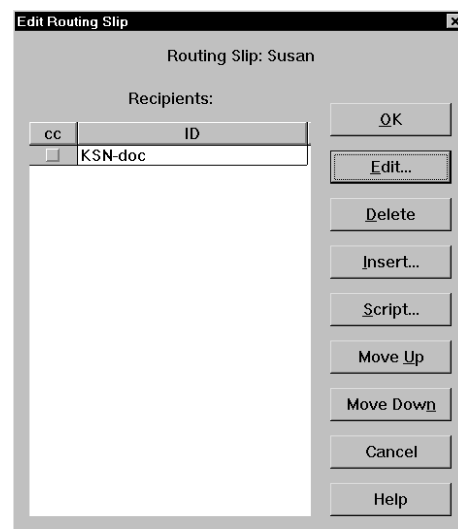 Edit Routing Slip
Routing Slip: Susan
Recipients:
cc ID
KSN-doc
OK
Edit...
Delete
Insert...
Script...
Move Up
Move Down
Cancel
Help